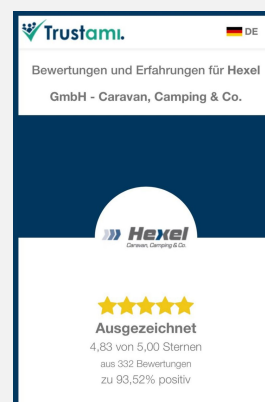 Trustami.
DE
Bewertungen und Erfahrungen für Hexel
GmbH - Caravan, Camping & Co.
Hexel
Caravan, Camping & Co.
Ausgezeichnet
4,83 von 5,00 Sternen
aus 332 Bewertungen
zu 93,52% positiv